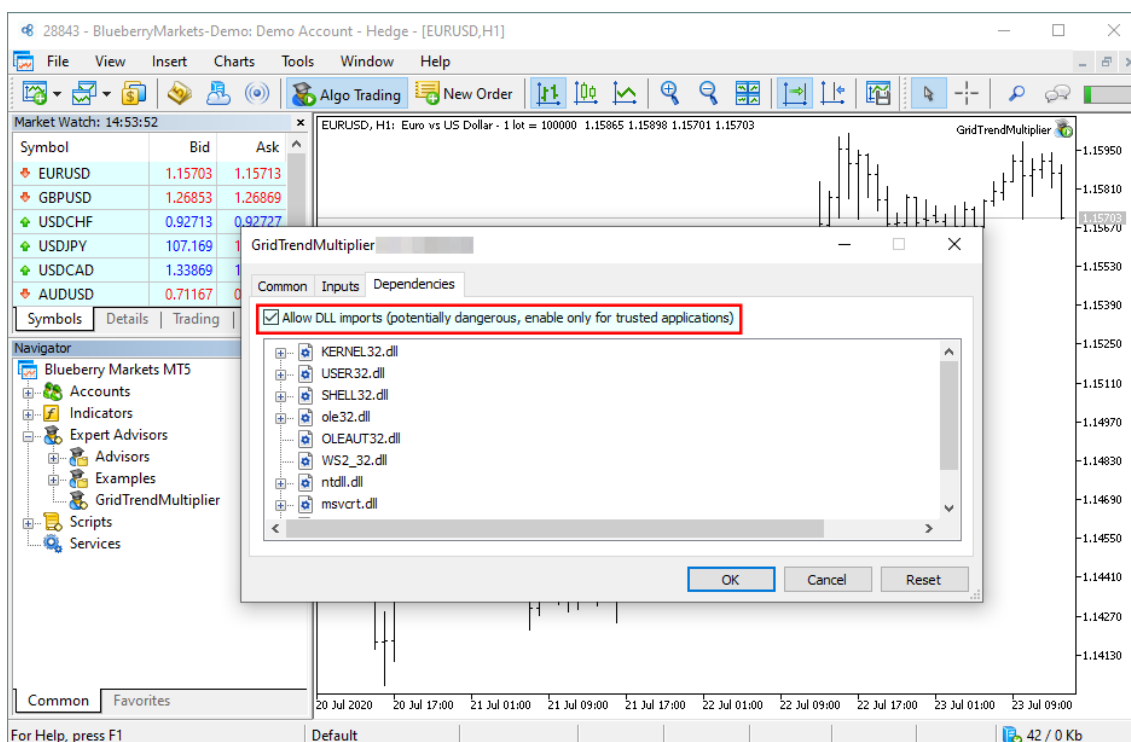 28843 - BlueberryMarkets-Demo: Demo Account - Hedge - [EURUSD,H1]
File View Insert Charts Tools Window Help
Algo Trading New Order
Market Watch: 14:53:52
Symbol Bid Ask
EURUSD 1.15703 1.15713
GBPUSD 1.26853 1.26869
USDCHF 0.92713 0.92727
USDJPY 107.169 1
USDCAD 1.33869 1
AUDUSD 0.71167 0
Symbols Details Trading
Navigator
Blueberry Markets MT5
Accounts
Indicators
Expert Advisors
Advisors
Examples
GridTrendMultiplier
Scripts
Services
Common Favorites
EURUSD, H1: Euro vs US Dollar - 1 lot = 100000 1.15865 1.15898 1.15701 1.15703
GridTrendMultiplier
1.15950
1.15810
1.15703
1.15670
1.15530
1.15390
1.15250
1.15110
1.14970
1.14830
1.14690
1.14550
1.14410
1.14270
1.14130
20 Jul 2020 20 Jul 17:00 21 Jul 01:00 21 Jul 09:00 21 Jul 17:00 22 Jul 01:00 22 Jul 09:00 22 Jul 17:00 23 Jul 01:00 23 Jul 09:00
GridTrendMultiplier
Common Inputs Dependencies
Allow DLL imports (potentially dangerous, enable only for trusted applications)
KERNEL32.dll
USER32.dll
SHELL32.dll
ole32.dll
OLEAUT32.dll
WS2_32.dll
ntdll.dll
msvcrt.dll
OK Cancel Reset
For Help, press F1 Default 42 / 0 Kb